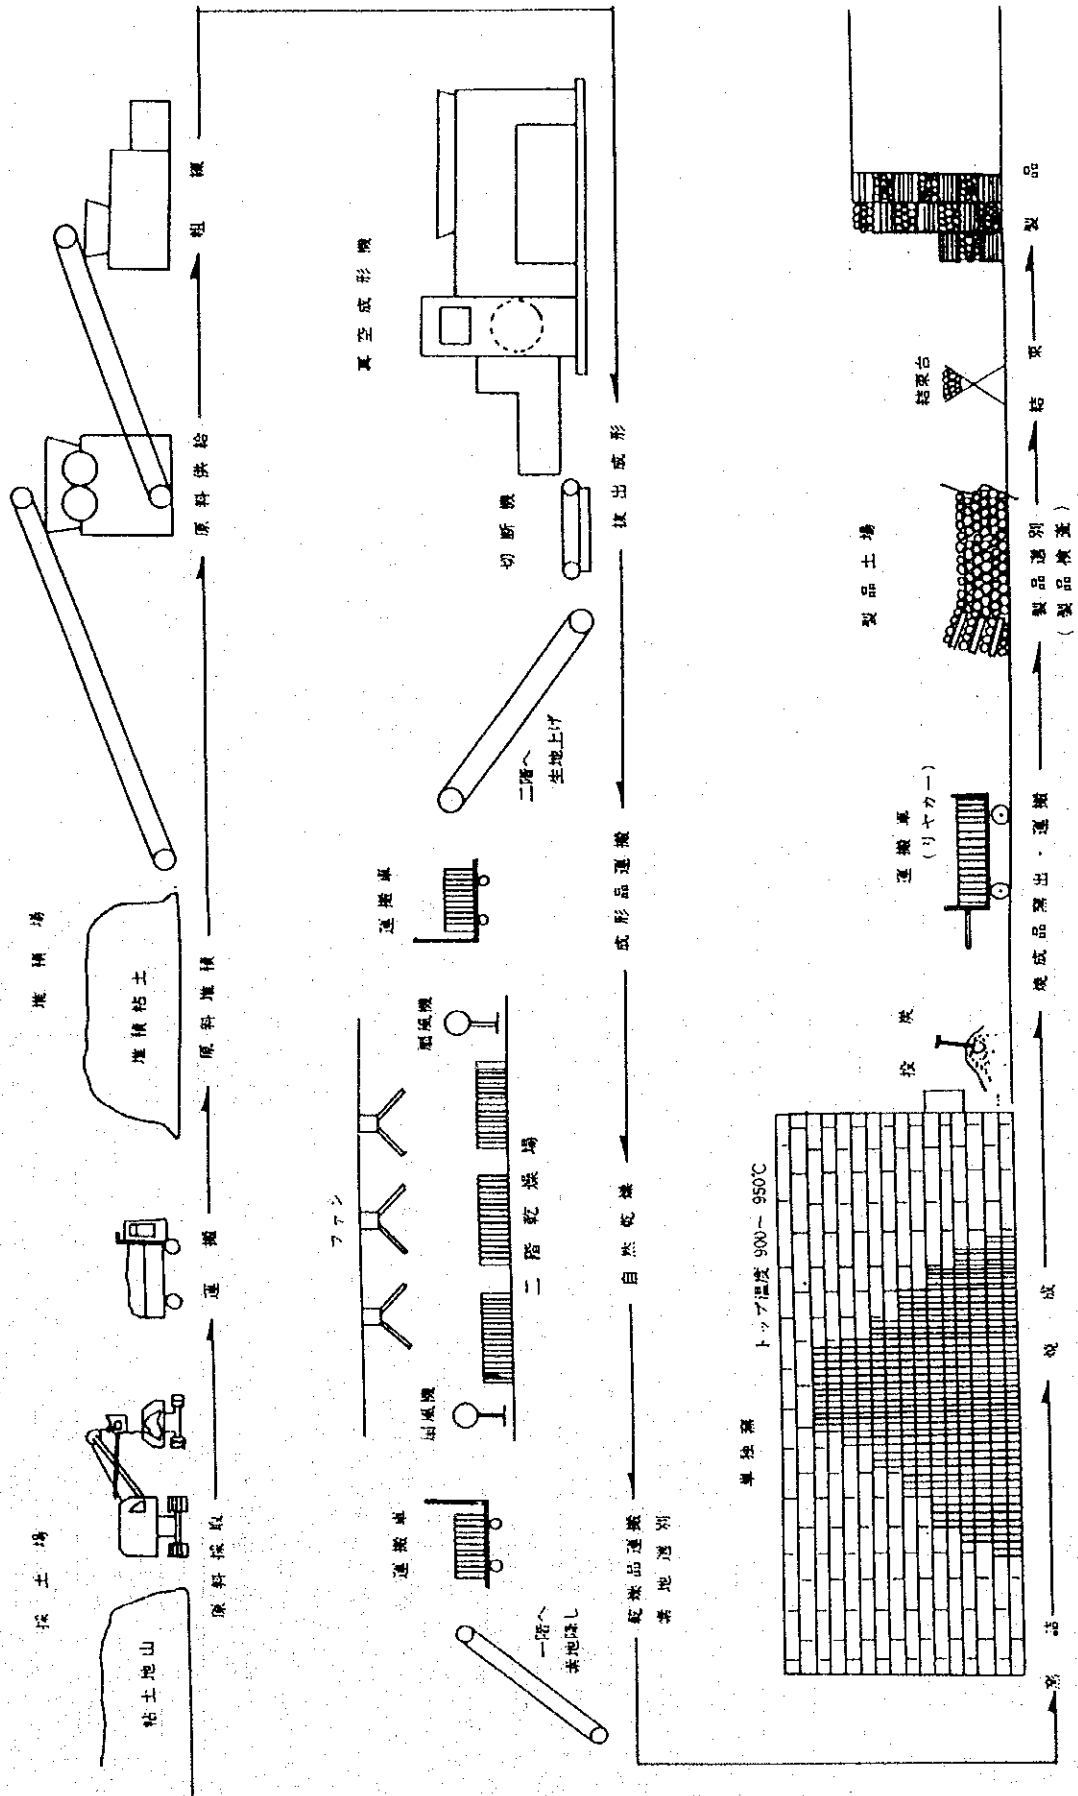 採土場
粘土地山
原料採取
運搬
堆積場
堆積粘土
原料堆積
原料供給
粗練
真空成形機
切断機
抜出成形
二階へ
生地上げ
運搬車
成形品運搬
扇風機
ファン
二階乾燥場
扇風機
自然乾燥
運搬車
一階へ
素地降し
乾燥品運搬
素地選別
窯詰
単独窯
トップ温度 900～950℃
焼成
投炭
運搬車
(リヤカー)
焼成品窯出・運搬
製品土場
製品選別
(製品検査)
結束台
結束
製品